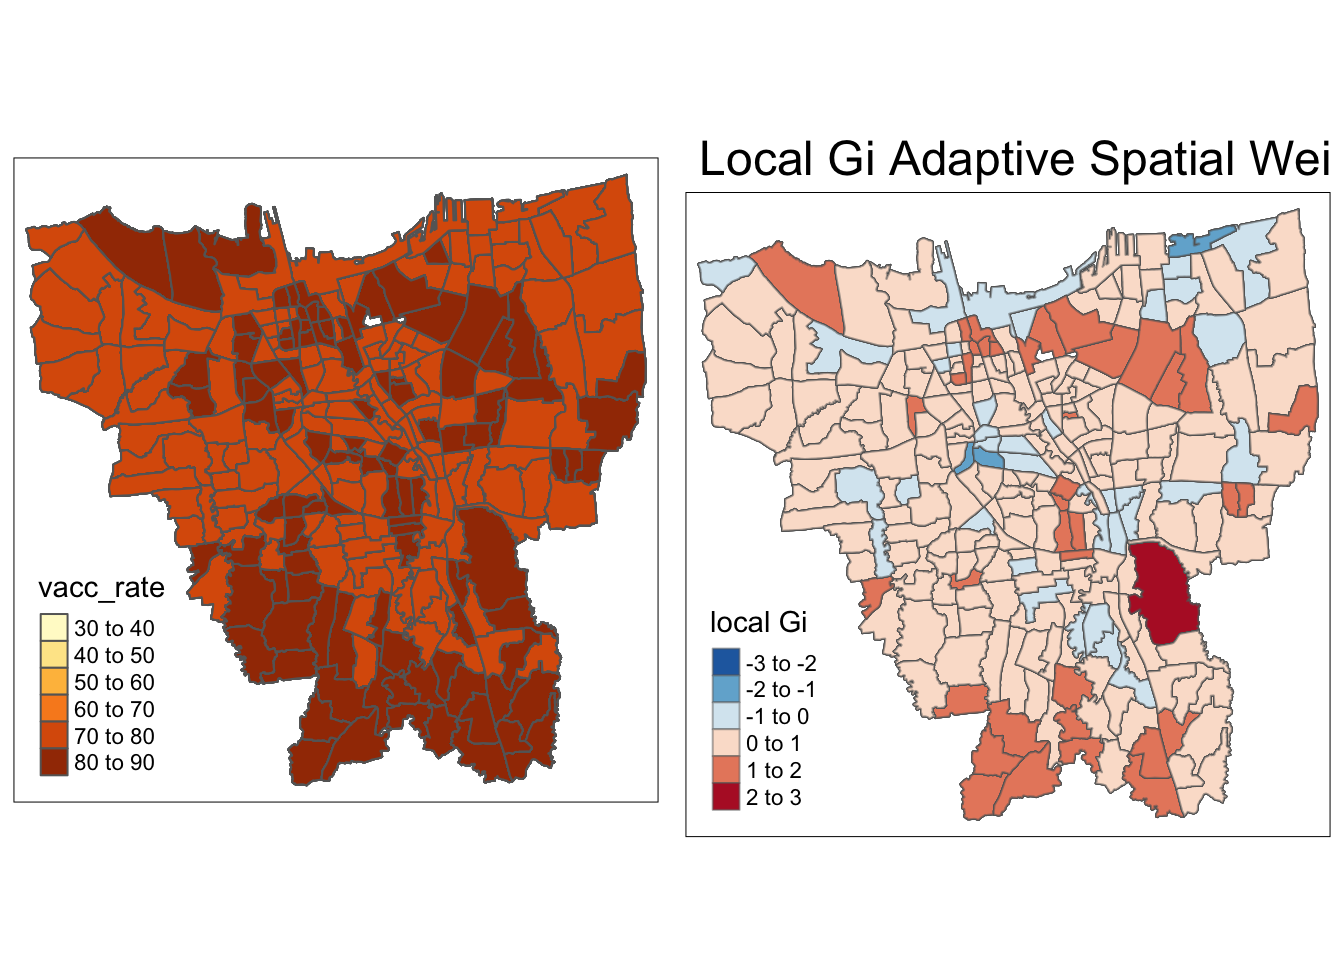 Local Gi Adaptive Spatial Wei
vacc_rate
30 to 40
40 to 50
50 to 60
60 to 70
70 to 80
80 to 90
local Gi
-3 to -2
-2 to -1
-1 to 0
0 to 1
1 to 2
2 to 3